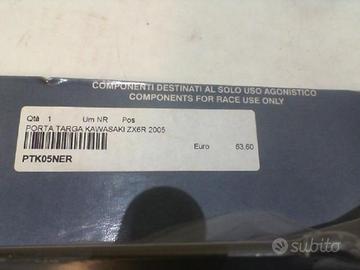 COMPONENTI DESTINATI AL SOLO USO AGONISTICO
COMPONENTS FOR RACE USE ONLY
Qtà 1 Um NR Pos
PORTA TARGA KAWASAKI ZX6R 2005
Euro 63,60
PTK05NER
subito